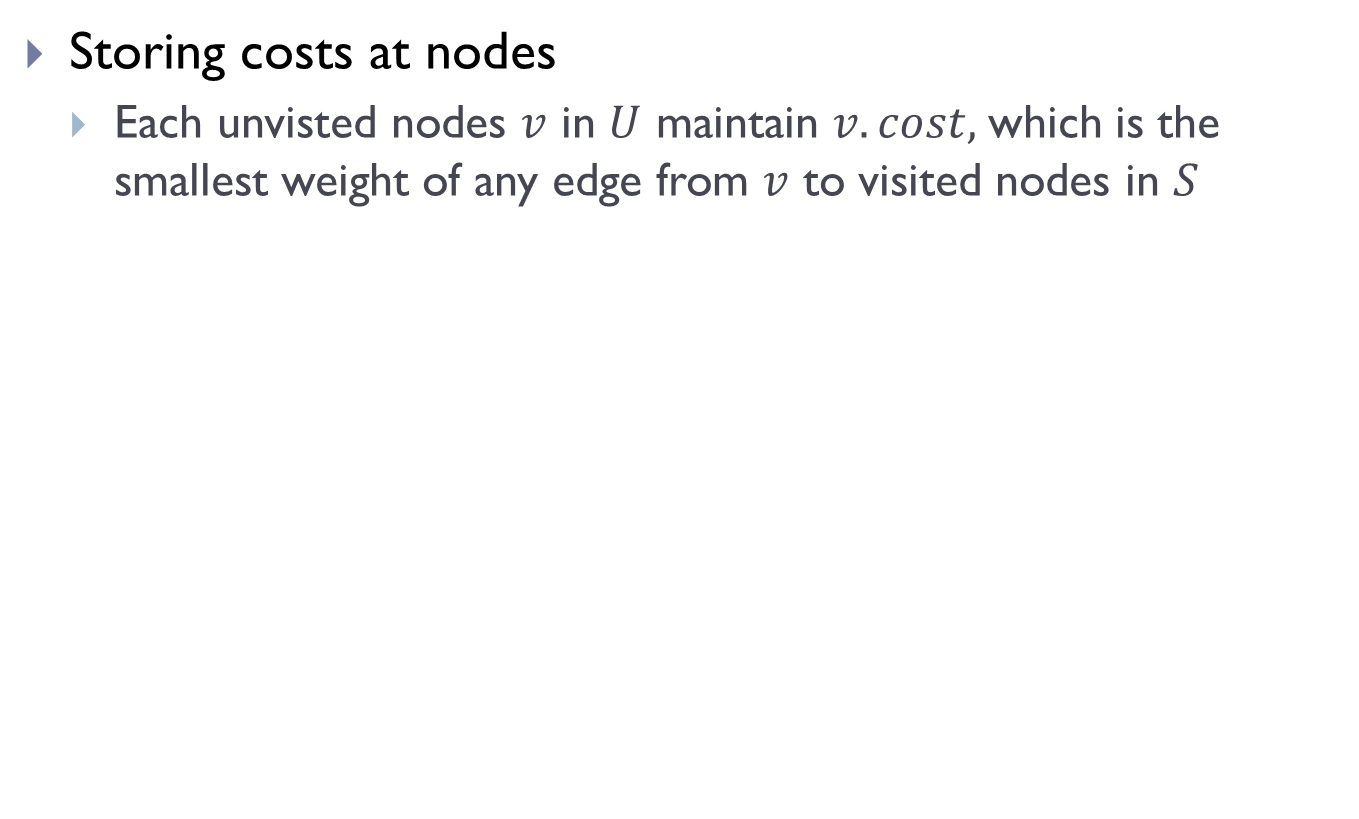 Storing costs at nodes
Each unvisted nodes v in U maintain v.cost, which is the
smallest weight of any edge from v to visited nodes in S